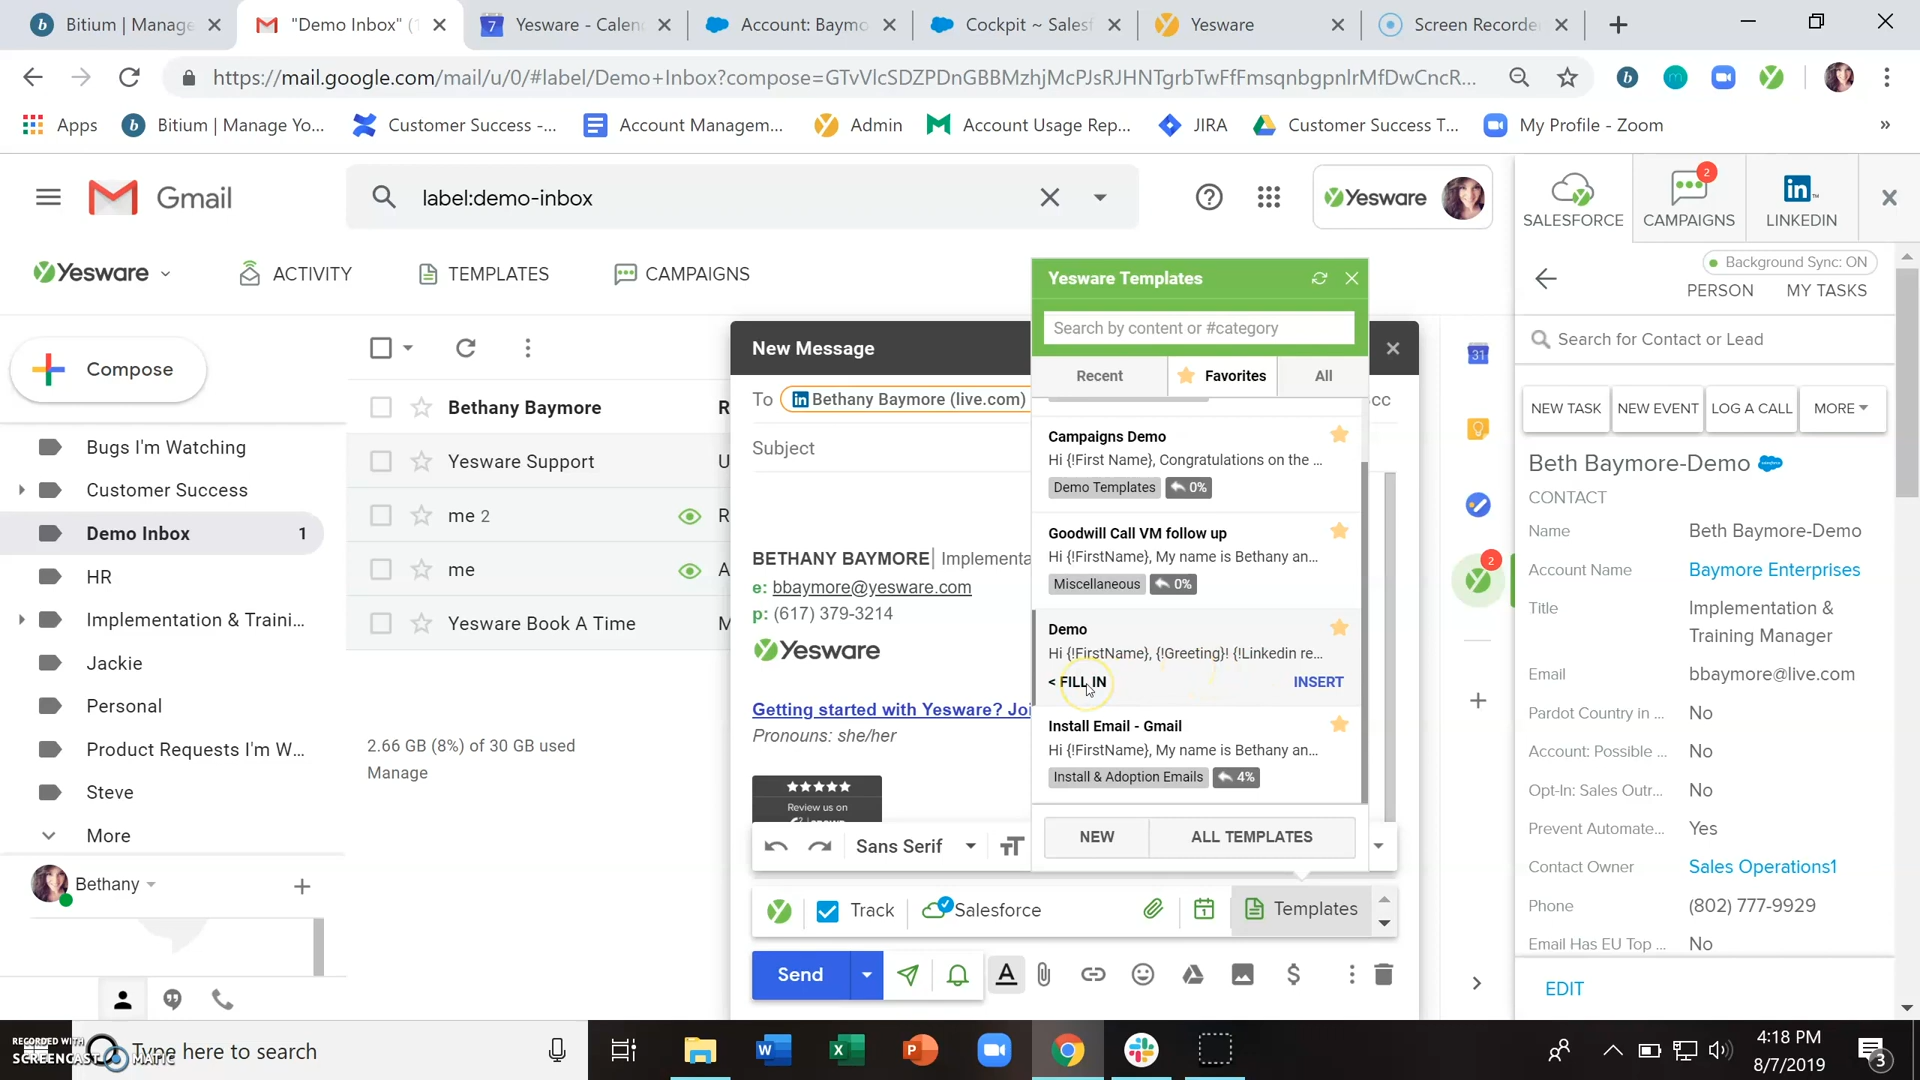 Bitium | Manage
"Demo Inbox" (1
Yesware - Calen
Account: Baymo
Cockpit ~ Salesf
Yesware
Screen Recorde
https://mail.google.com/mail/u/0/#label/Demo+Inbox?compose=GTvVlcSDZPDnGBBMzhjMcPJsRJHNTgrbTwFfFmsqnbgpnlrMfDwCncR...
Apps
Bitium | Manage Yo...
Customer Success -...
Account Managem...
Admin
Account Usage Rep...
JIRA
Customer Success T...
My Profile - Zoom
Gmail
label:demo-inbox
Yesware
SALESFORCE
2
CAMPAIGNS
LINKEDIN
Yesware
ACTIVITY
TEMPLATES
CAMPAIGNS
Background Sync: ON
PERSON
MY TASKS
Search for Contact or Lead
Compose
Bugs I'm Watching
Customer Success
Demo Inbox 1
HR
Implementation & Traini...
Jackie
Personal
Product Requests I'm W...
Steve
More
Bethany
Bethany Baymore R
Yesware Support U
me 2 R
me A
Yesware Book A Time M
2.66 GB (8%) of 30 GB used
Manage
New Message
To
Bethany Baymore (live.com)
cc
Subject
BETHANY BAYMORE| Implementa
e: bbaymore@yesware.com
p: (617) 379-3214
Yesware
Getting started with Yesware? Joi
Pronouns: she/her
Review us on
Sans Serif
Track
Salesforce
Templates
Send
Yesware Templates
Search by content or #category
Recent
Favorites
All
Campaigns Demo
Hi {!First Name}, Congratulations on the ...
Demo Templates 0%
Goodwill Call VM follow up
Hi {!FirstName}, My name is Bethany an...
Miscellaneous 0%
Demo
Hi {!FirstName}, {!Greeting}! {!Linkedin re...
< FILL IN
INSERT
Install Email - Gmail
Hi {!FirstName}, My name is Bethany an...
Install & Adoption Emails 4%
NEW
ALL TEMPLATES
31
2
NEW TASK
NEW EVENT
LOG A CALL
MORE
Beth Baymore-Demo
CONTACT
Name Beth Baymore-Demo
Account Name Baymore Enterprises
Title Implementation &
Training Manager
Email bbaymore@live.com
Pardot Country in ... No
Account: Possible ... No
Opt-In: Sales Outr... No
Prevent Automate... Yes
Contact Owner Sales Operations1
Phone (802) 777-9929
Email Has EU Top ... No
EDIT
RECORDED WITH
SCREENCAST MATIC
Type here to search
4:18 PM
8/7/2019
3